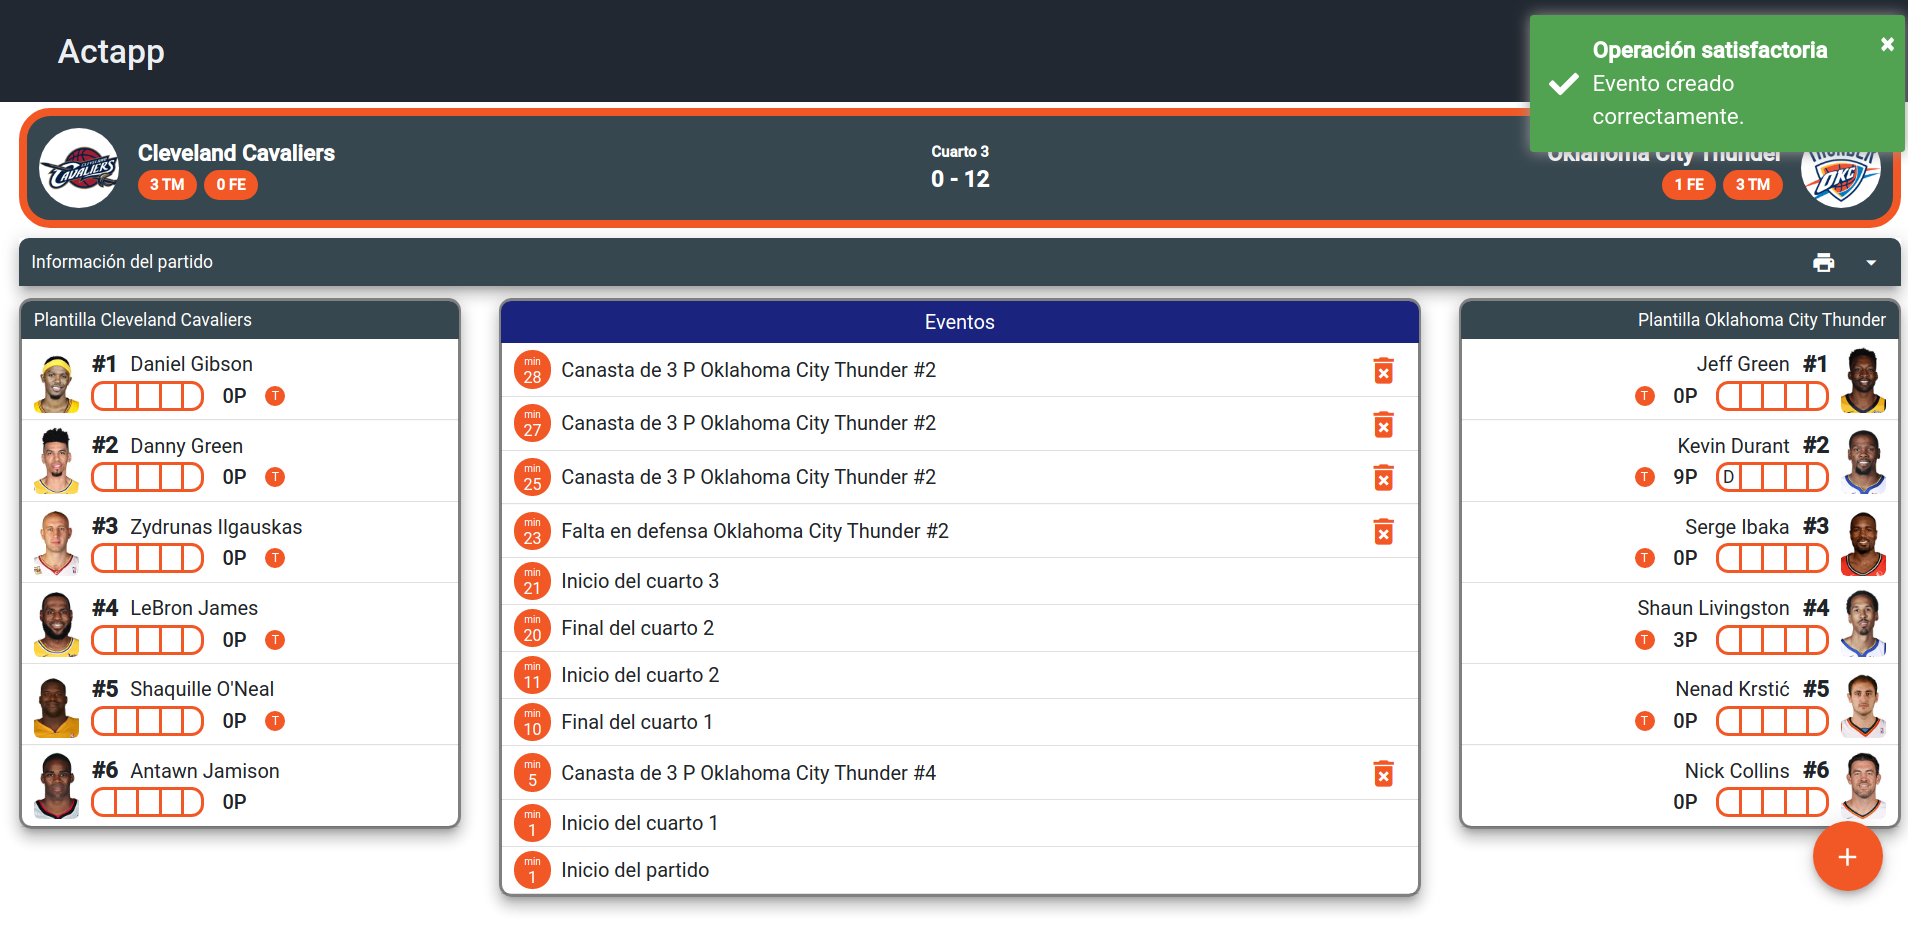 Actapp
Operación satisfactoria
Evento creado
correctamente.
Cleveland Cavaliers
3 TM 0 FE
Cuarto 3
0 - 12
Oklahoma City Thunder
1 FE 3 TM
CAVALIERS
THUNDER
OKC
Información del partido
Plantilla Cleveland Cavaliers
#1 Daniel Gibson
0P T
#2 Danny Green
0P T
#3 Zydrunas Ilgauskas
0P T
#4 LeBron James
0P T
#5 Shaquille O'Neal
0P T
#6 Antawn Jamison
0P
Eventos
min
28 Canasta de 3 P Oklahoma City Thunder #2
min
27 Canasta de 3 P Oklahoma City Thunder #2
min
25 Canasta de 3 P Oklahoma City Thunder #2
min
23 Falta en defensa Oklahoma City Thunder #2
min
21 Inicio del cuarto 3
min
20 Final del cuarto 2
min
11 Inicio del cuarto 2
min
10 Final del cuarto 1
min
5 Canasta de 3 P Oklahoma City Thunder #4
min
1 Inicio del cuarto 1
min
1 Inicio del partido
Plantilla Oklahoma City Thunder
Jeff Green #1
T 0P
Kevin Durant #2
T 9P D
Serge Ibaka #3
T 0P
Shaun Livingston #4
T 3P
Nenad Krstić #5
T 0P
Nick Collins #6
0P